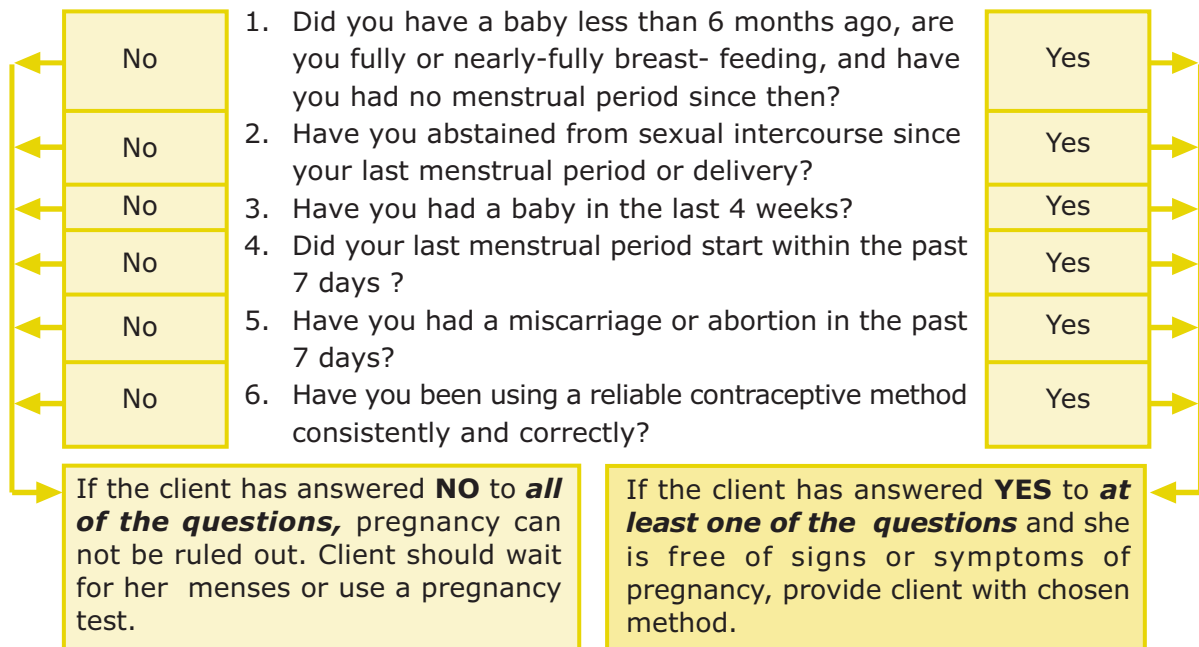 No
1. Did you have a baby less than 6 months ago, are
you fully or nearly-fully breast- feeding, and have
you had no menstrual period since then?
Yes
No
2. Have you abstained from sexual intercourse since
your last menstrual period or delivery?
Yes
No
3. Have you had a baby in the last 4 weeks?
Yes
No
4. Did your last menstrual period start within the past
7 days ?
Yes
No
5. Have you had a miscarriage or abortion in the past
7 days?
Yes
No
6. Have you been using a reliable contraceptive method
consistently and correctly?
Yes
If the client has answered NO to all
of the questions, pregnancy can
not be ruled out. Client should wait
for her menses or use a pregnancy
test.
If the client has answered YES to at
least one of the questions and she
is free of signs or symptoms of
pregnancy, provide client with chosen
method.